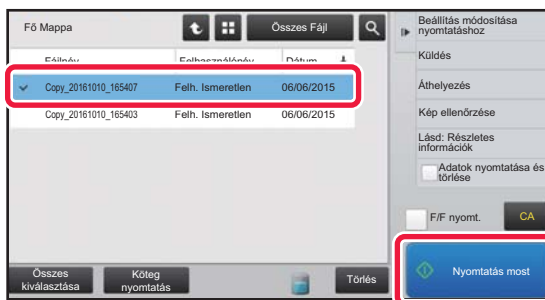 Fő Mappa
Összes Fájl
Fájlnév
Felhasználónév
Dátum
Copy_20161010_165407
Felh. Ismeretlen
06/06/2015
Copy_20161010_165403
Felh. Ismeretlen
06/06/2015
Összes
kiválasztása
Köteg
nyomtatás
Törlés
Beállítás módosítása
nyomtatáshoz
Küldés
Áthelyezés
Kép ellenőrzése
Lásd: Részletes
információk
Adatok nyomtatása és
törlése
F/F nyomt.
CA
Nyomtatás most